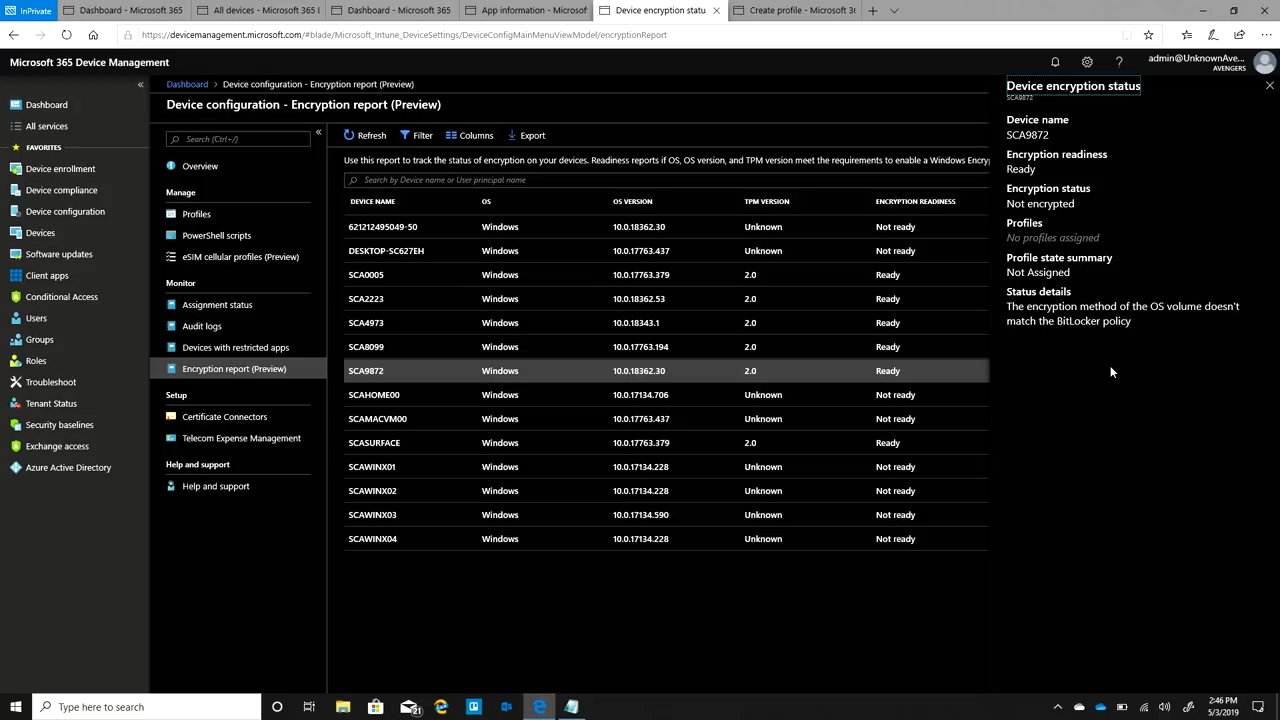 InPrivate
Dashboard - Microsoft 365
All devices - Microsoft 365 D
Dashboard - Microsoft 365
App information - Microsof
Device encryption statu
Create profile - Microsoft 36
https://devicemanagement.microsoft.com/#blade/Microsoft_Intune_DeviceSettings/DeviceConfigMainMenuViewModel/encryptionReport
Microsoft 365 Device Management
admin@UnknownAve...
AVENGERS
Dashboard
All services
FAVORITES
Device enrollment
Device compliance
Device configuration
Devices
Software updates
Client apps
Conditional Access
Users
Groups
Roles
Troubleshoot
Tenant Status
Security baselines
Exchange access
Azure Active Directory
Dashboard > Device configuration - Encryption report (Preview)
Device configuration - Encryption report (Preview)
Search (Ctrl+/)
Overview
Manage
Profiles
PowerShell scripts
eSIM cellular profiles (Preview)
Monitor
Assignment status
Audit logs
Devices with restricted apps
Encryption report (Preview)
Setup
Certificate Connectors
Telecom Expense Management
Help and support
Help and support
Refresh Filter Columns Export
Use this report to track the status of encryption on your devices. Readiness reports if OS, OS version, and TPM version meet the requirements to enable a Windows Encry
Search by Device name or User principal name
DEVICE NAME OS OS VERSION TPM VERSION ENCRYPTION READINESS
621212495049-50 Windows 10.0.18362.30 Unknown Not ready
DESKTOP-SC627EH Windows 10.0.17763.437 Unknown Not ready
SCA0005 Windows 10.0.17763.379 2.0 Ready
SCA2223 Windows 10.0.18362.53 2.0 Ready
SCA4973 Windows 10.0.18343.1 2.0 Ready
SCA8099 Windows 10.0.17763.194 2.0 Ready
SCA9872 Windows 10.0.18362.30 2.0 Ready
SCAHOME00 Windows 10.0.17134.706 Unknown Not ready
SCAMACVM00 Windows 10.0.17763.437 Unknown Not ready
SCASURFACE Windows 10.0.17763.379 2.0 Ready
SCAWINX01 Windows 10.0.17134.228 Unknown Not ready
SCAWINX02 Windows 10.0.17134.228 Unknown Not ready
SCAWINX03 Windows 10.0.17134.590 Unknown Not ready
SCAWINX04 Windows 10.0.17134.228 Unknown Not ready
Device encryption status
SCA9872
Device name
SCA9872
Encryption readiness
Ready
Encryption status
Not encrypted
Profiles
No profiles assigned
Profile state summary
Not Assigned
Status details
The encryption method of the OS volume doesn't
match the BitLocker policy
Type here to search
21
2:46 PM
5/3/2019